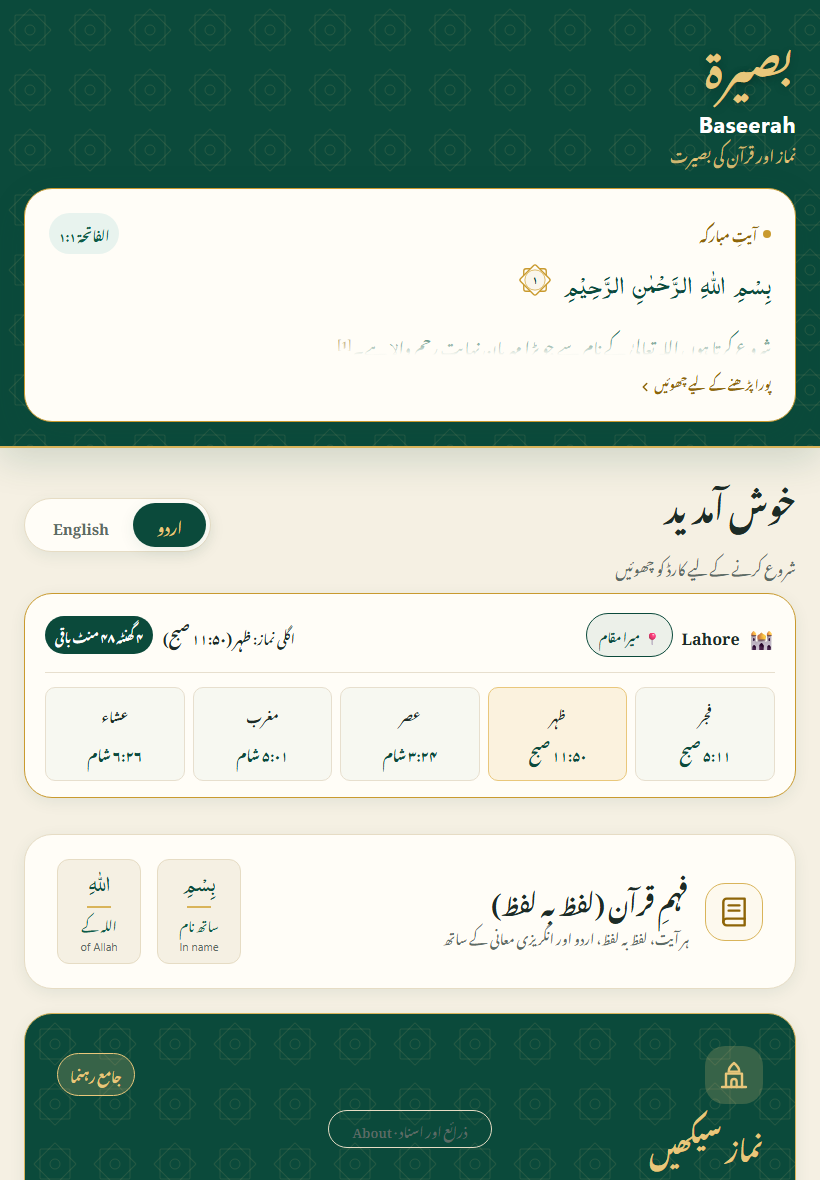 بصيرة
Baseerah
نماز اور قرآن کی بصیرت
آیتِ مبارکہ
الفاتحة ۱:۱
بِسْمِ اللّٰهِ الرَّحْمٰنِ الرَّحِیْمِ ۱
پورا پڑھنے کے لیے چھوئیں ›
خوش آمدید
اردو English
شروع کرنے کے لیے کارڈ کو چھوئیں
Lahore میرا مقام
اگلی نماز: ظہر (۱۱:۵۰ صبح) ۴ گھنٹہ ۴۸ منٹ باقی
فجر ظہر عصر مغرب عشاء
۵:۱۱ صبح ۱۱:۵۰ صبح ۳:۲۴ شام ۵:۰۱ شام ۶:۲۶ شام
فہمِ قرآن (لفظ بہ لفظ)
ہر آیت، لفظ بہ لفظ، اردو اور انگریزی معانی کے ساتھ
بِسْمِ اللّٰهِ
ساتھ نام اللہ کے
In name of Allah
جامع رہنما
نماز سیکھیں
ذرائع اور اسناد · About